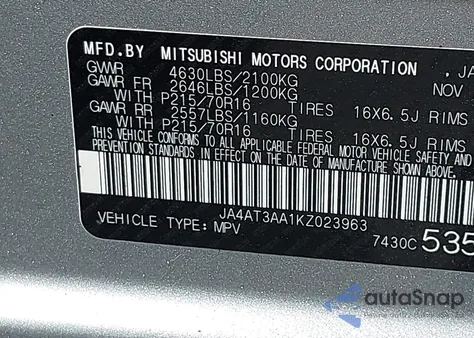 MFD.BY MITSUBISHI MOTORS CORPORATION , JA
GWWR 4630LBS/2100KG NOV
GAWR FR 2646LBS/1200KG
WITH P215/70R16 TIRES 16X6.5J RIMS
GAWR RR 2557LBS/1160KG
WITH P215/70R16 TIRES 16X6.5J RIMS
THIS VEHICLE CONFORMS TO ALL APPLICABLE FEDERAL MOTOR VEHICLE SAFETY AND
PREVENTION STANDARDS IN EFFECT ON THE DATE OF MANUFACTURE SHOWN ABOVE.
JA4AT3AA1KZ023963
VEHICLE TYPE: MPV 7430C 535
autoSnap